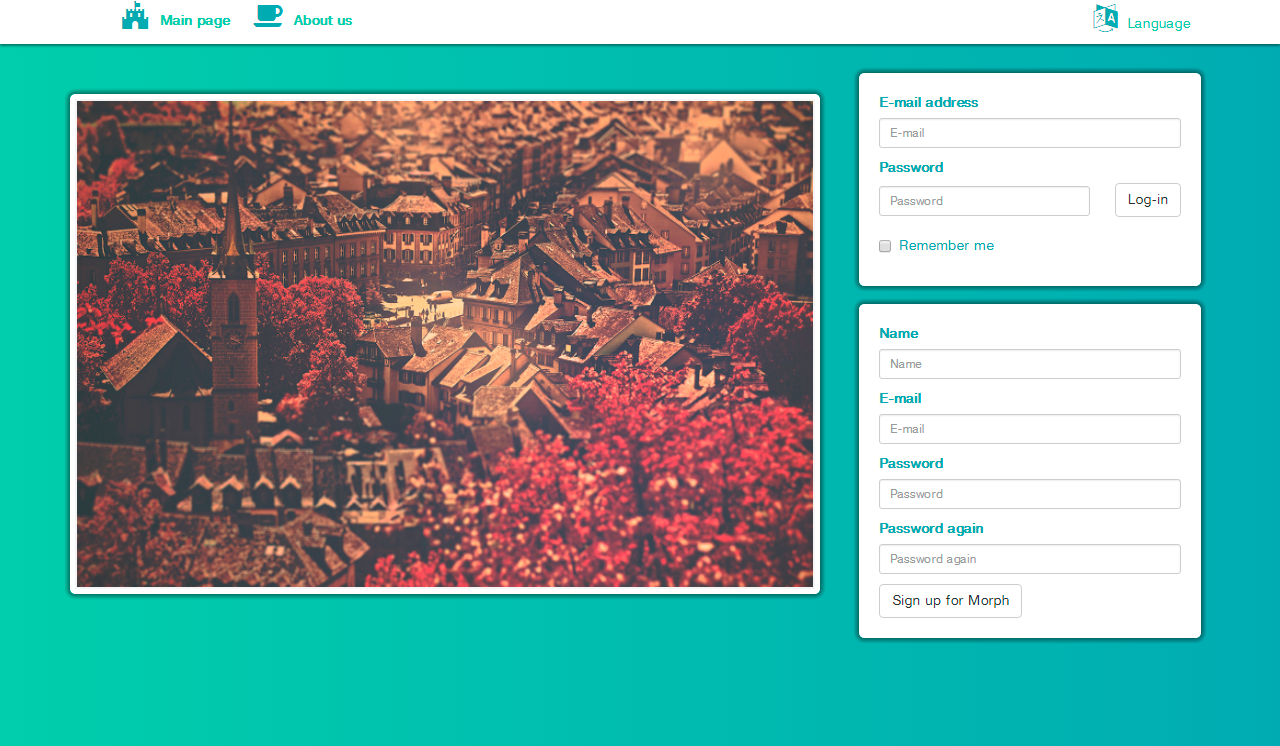 Main page
About us
Language
E-mail address
E-mail
Password
Password
Log-in
Remember me
Name
Name
E-mail
E-mail
Password
Password
Password again
Password again
Sign up for Morph